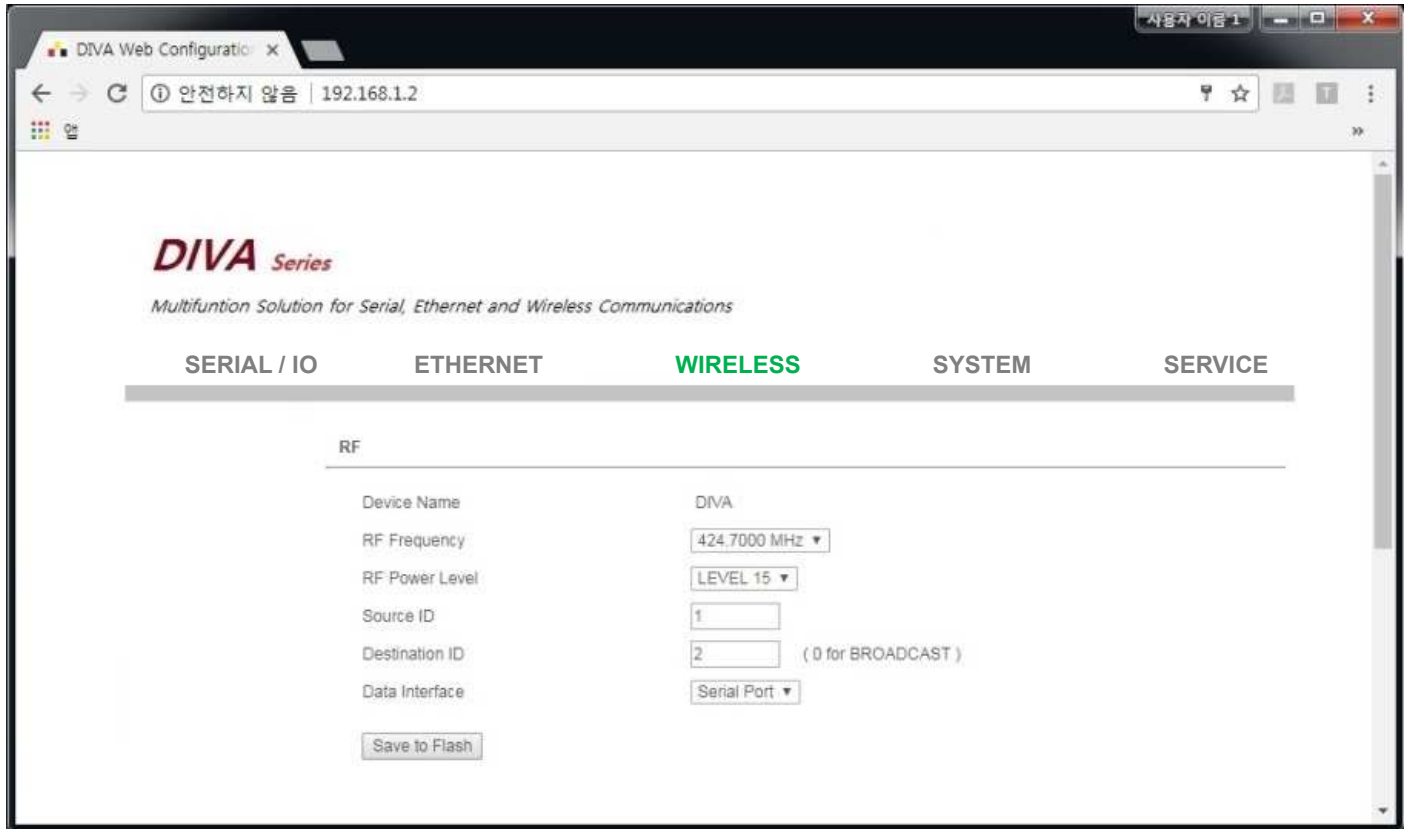 사용자 이름 1
DIVA Web Configuratio
안전하지 않음 | 192.168.1.2
앱
DIVA Series
Multifuntion Solution for Serial, Ethernet and Wireless Communications
SERIAL / IO ETHERNET WIRELESS SYSTEM SERVICE
RF
Device Name DIVA
RF Frequency 424.7000 MHz
RF Power Level LEVEL 15
Source ID 1
Destination ID 2 ( 0 for BROADCAST )
Data Interface Serial Port
Save to Flash